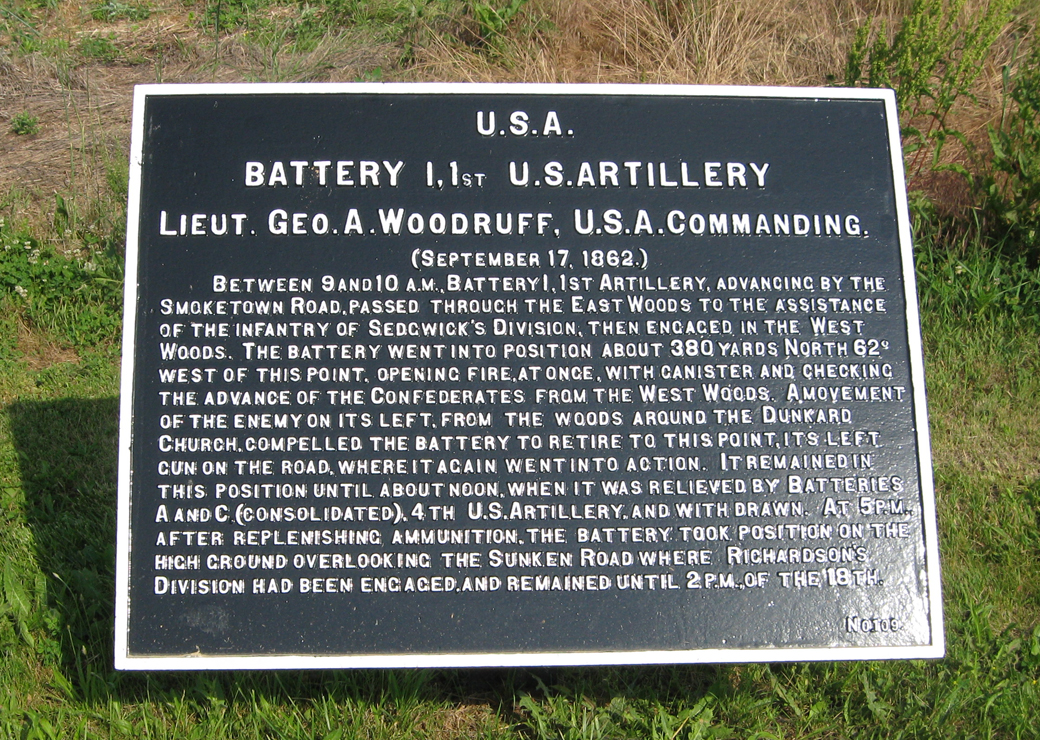 U.S.A.
BATTERY I, 1ST U.S. ARTILLERY
LIEUT. GEO. A. WOODRUFF, U.S.A. COMMANDING.
(SEPTEMBER 17, 1862.)
BETWEEN 9 AND 10 A.M., BATTERY I, 1ST ARTILLERY, ADVANCING BY THE
SMOKETOWN ROAD, PASSED THROUGH THE EAST WOODS TO THE ASSISTANCE
OF THE INFANTRY OF SEDGWICK'S DIVISION, THEN ENGAGED IN THE WEST
WOODS. THE BATTERY WENT INTO POSITION ABOUT 380 YARDS NORTH 62°
WEST OF THIS POINT, OPENING FIRE, AT ONCE, WITH CANISTER AND CHECKING
THE ADVANCE OF THE CONFEDERATES FROM THE WEST WOODS. A MOVEMENT
OF THE ENEMY ON ITS LEFT, FROM THE WOODS AROUND THE DUNKARD
CHURCH, COMPELLED THE BATTERY TO RETIRE TO THIS POINT, ITS LEFT
GUN ON THE ROAD, WHERE IT AGAIN WENT INTO ACTION. IT REMAINED IN
THIS POSITION UNTIL ABOUT NOON, WHEN IT WAS RELIEVED BY BATTERIES
A AND C, (CONSOLIDATED), 4TH U.S. ARTILLERY, AND WITH DRAWN. AT 5 P.M.,
AFTER REPLENISHING AMMUNITION, THE BATTERY TOOK POSITION ON THE
HIGH GROUND OVERLOOKING THE SUNKEN ROAD WHERE RICHARDSON'S
DIVISION HAD BEEN ENGAGED, AND REMAINED UNTIL 2 P.M., OF THE 18TH.
NO. 109.